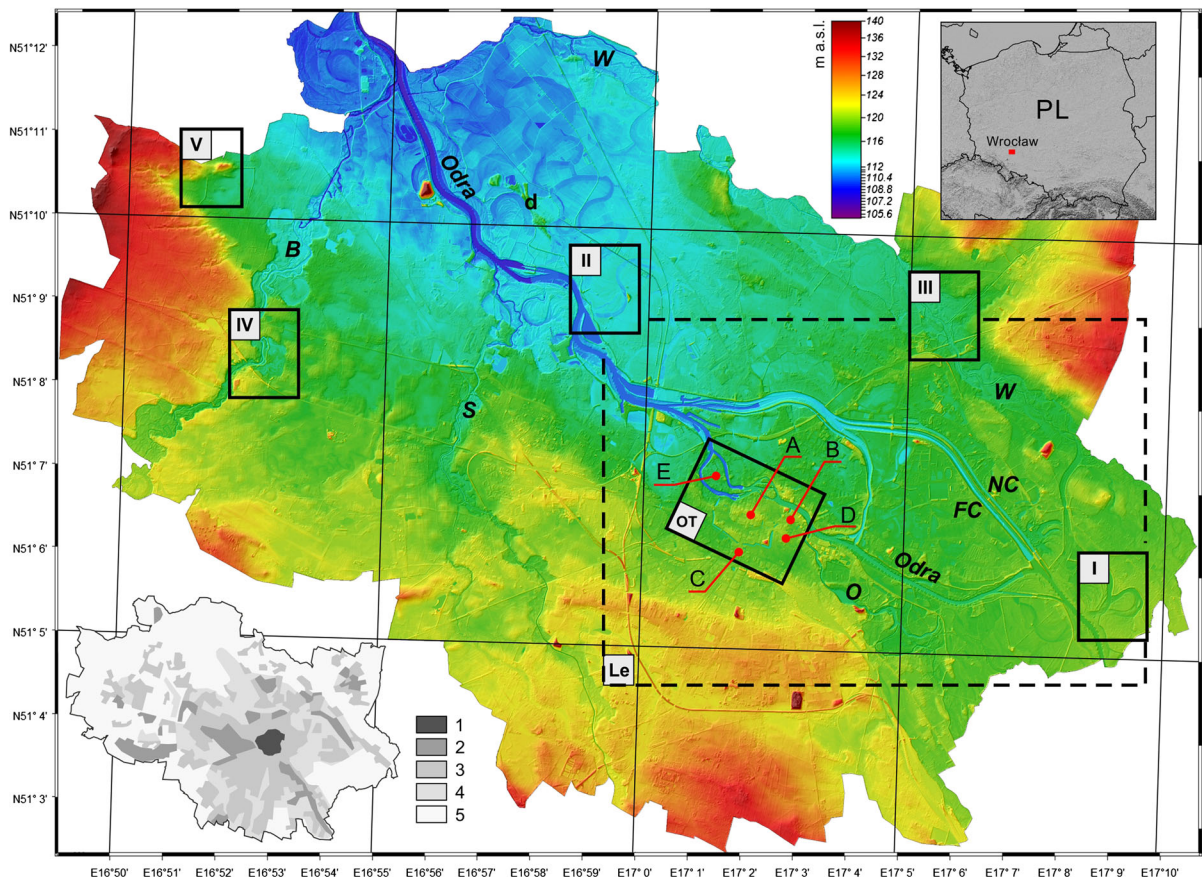 N51°12'
N51°11'
N51°10'
N51°9'
N51°8'
N51°7'
N51°6'
N51°5'
N51°4'
N51°3'
W
m a.s.l.
140
136
132
128
124
120
116
112
110.4
108.8
107.2
105.6
PL
Wrocław
V
Odra
d
B
II
III
IV
W
S
A
B
E
D
NC
FC
OT
C
Odra
O
I
Le
1
2
3
4
5
E16°50'
E16°51'
E16°52'
E16°53'
E16°54'
E16°55'
E16°56'
E16°57'
E16°58'
E16°59'
E17°0'
E17°1'
E17°2'
E17°3'
E17°4'
E17°5'
E17°6'
E17°7'
E17°8'
E17°9'
E17°10'